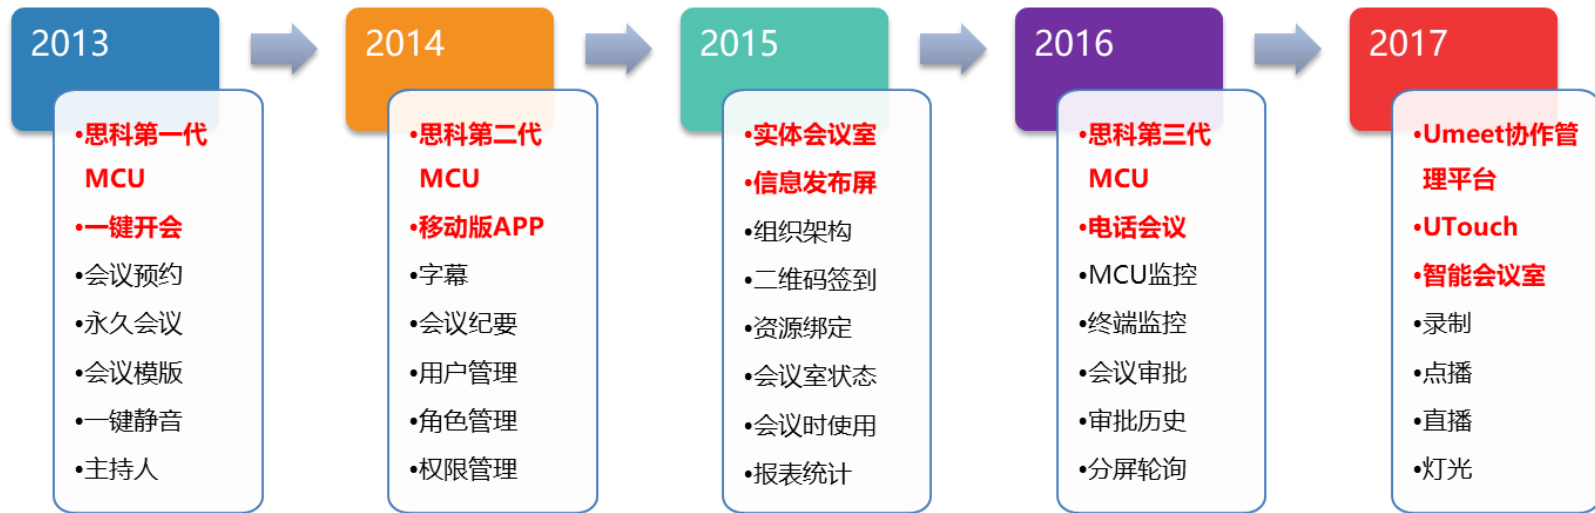 2013
•思科第一代
MCU
•一键开会
•会议预约
•永久会议
•会议模版
•一键静音
•主持人
2014
•思科第二代
MCU
•移动版APP
•字幕
•会议纪要
•用户管理
•角色管理
•权限管理
2015
•实体会议室
•信息发布屏
•组织架构
•二维码签到
•资源绑定
•会议室状态
•会议时使用
•报表统计
2016
•思科第三代
MCU
•电话会议
•MCU监控
•终端监控
•会议审批
•审批历史
•分屏轮询
2017
•Umeet协作管
理平台
•UTouch
•智能会议室
•录制
•点播
•直播
•灯光